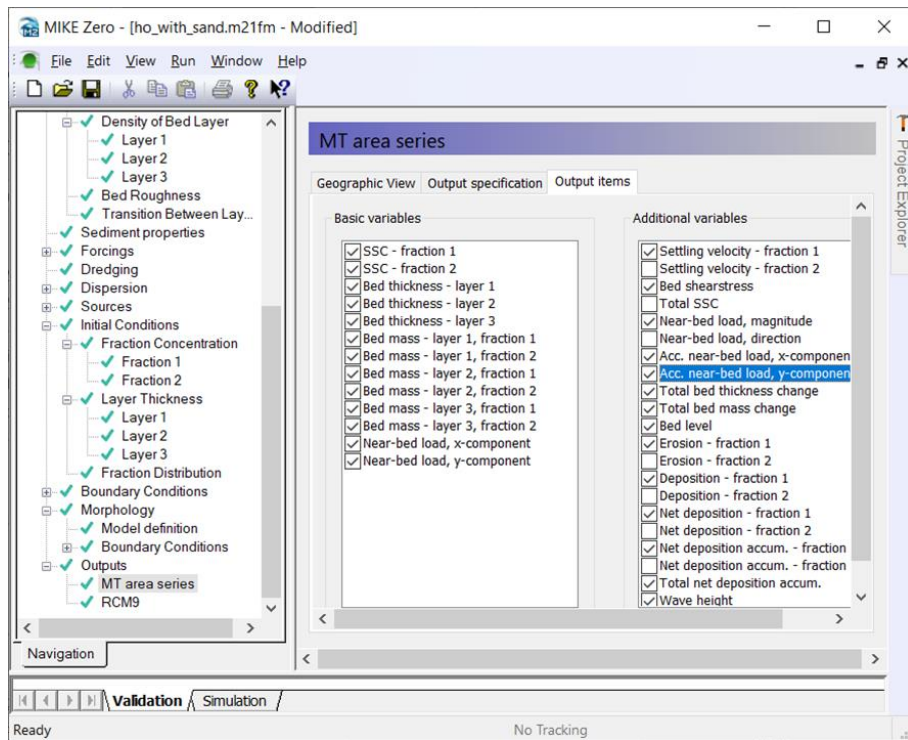 MIKE Zero - [ho_with_sand.m21fm - Modified]
File Edit View Run Window Help
Density of Bed Layer
Layer 1
Layer 2
Layer 3
Bed Roughness
Transition Between Lay...
Sediment properties
Forcings
Dredging
Dispersion
Sources
Initial Conditions
Fraction Concentration
Fraction 1
Fraction 2
Layer Thickness
Layer 1
Layer 2
Layer 3
Fraction Distribution
Boundary Conditions
Morphology
Model definition
Boundary Conditions
Outputs
MT area series
RCM9
Navigation
MT area series
Geographic View Output specification Output items
Basic variables
SSC - fraction 1
SSC - fraction 2
Bed thickness - layer 1
Bed thickness - layer 2
Bed thickness - layer 3
Bed mass - layer 1, fraction 1
Bed mass - layer 1, fraction 2
Bed mass - layer 2, fraction 1
Bed mass - layer 2, fraction 2
Bed mass - layer 3, fraction 1
Bed mass - layer 3, fraction 2
Near-bed load, x-component
Near-bed load, y-component
Additional variables
Settling velocity - fraction 1
Settling velocity - fraction 2
Bed shearstress
Total SSC
Near-bed load, magnitude
Near-bed load, direction
Acc. near-bed load, x-componen
Acc. near-bed load, y-componen
Total bed thickness change
Total bed mass change
Bed level
Erosion - fraction 1
Erosion - fraction 2
Deposition - fraction 1
Deposition - fraction 2
Net deposition - fraction 1
Net deposition - fraction 2
Net deposition accum. - fraction
Net deposition accum. - fraction
Total net deposition accum.
Wave height
Project Explorer
Validation Simulation
Ready
No Tracking